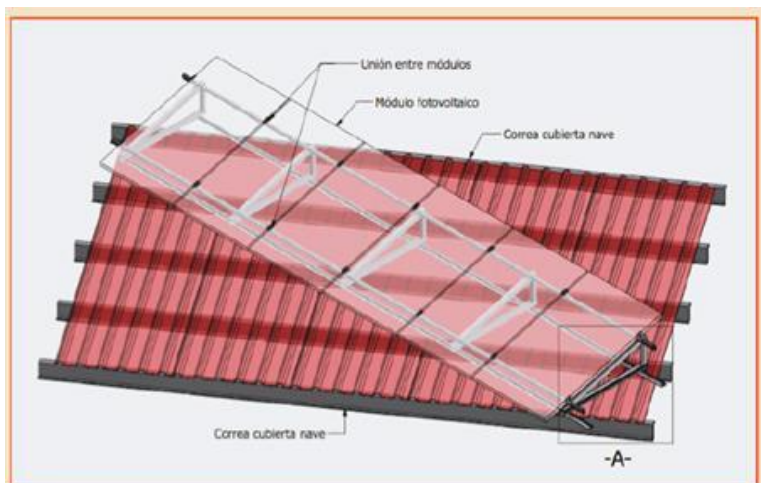 Unión entre módulos
Módulo fotovoltaico
Correa cubierta nave
Correa cubierta nave
-A-